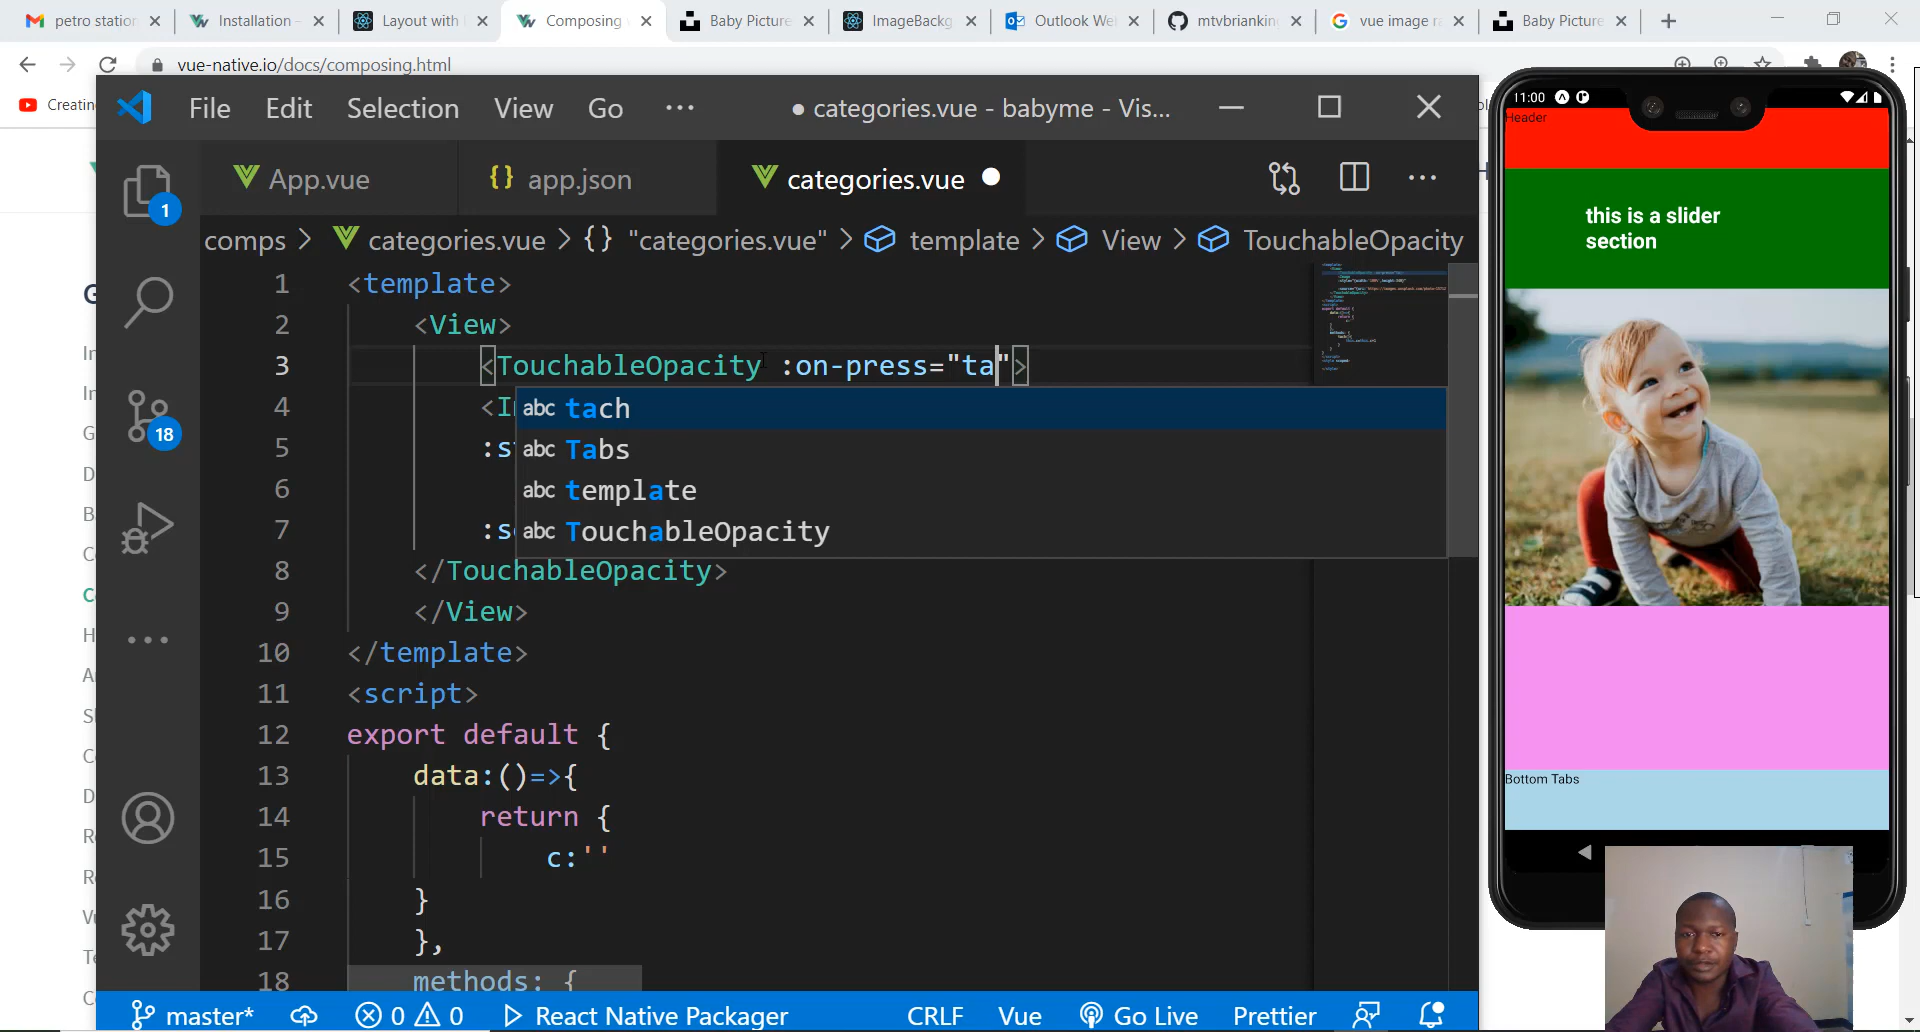 petro station
Installation -
Layout with
Composing
Baby Picture
ImageBackg
Outlook We
mtvbriankin
vue image ra
Baby Picture
vue-native.io/docs/composing.html
Creatin
File Edit Selection View Go ···
● categories.vue - babyme - Vis...
App.vue
{} app.json
categories.vue
1
comps > categories.vue > {} "categories.vue" > template > View > TouchableOpacity
1 <template>
2 <View>
3 <TouchableOpacity :on-press="ta">
4 <I
abc tach
5 :s
abc Tabs
6
abc template
7 :s
abc TouchableOpacity
8 </TouchableOpacity>
9 </View>
10 </template>
11 <script>
12 export default {
13 data:()=>{
14 return {
15 c:''
16 }
17 },
18 methods: {
18
master*
0 0
React Native Packager
CRLF
Vue
Go Live
Prettier
11:00
Header
this is a slider
section
Bottom Tabs